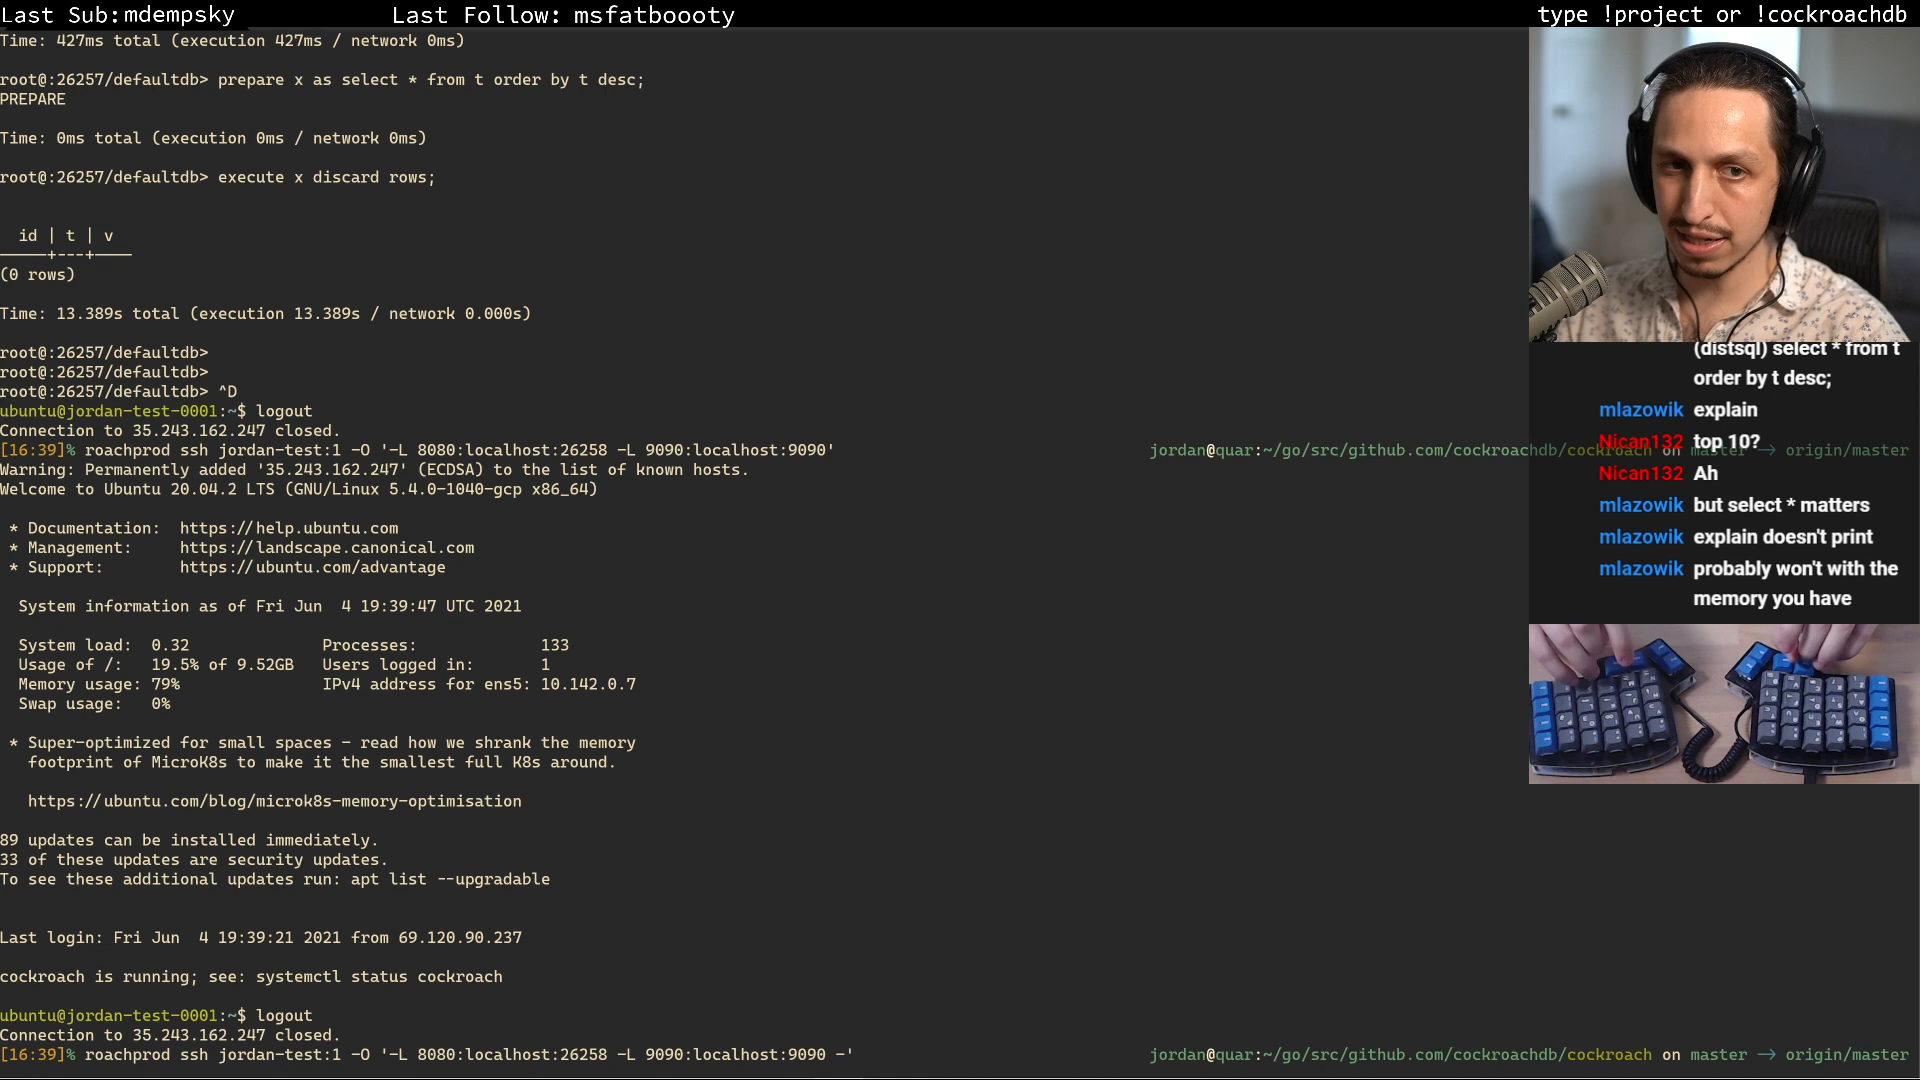 Last Sub: mdempsky Last Follow: msfatboooty type !project or !cockroachdb
Time: 427ms total (execution 427ms / network 0ms)
root@:26257/defaultdb> prepare x as select * from t order by t desc;
PREPARE
Time: 0ms total (execution 0ms / network 0ms)
root@:26257/defaultdb> execute x discard rows;
id | t | v
-----+---+----
(0 rows)
Time: 13.389s total (execution 13.389s / network 0.000s)
root@:26257/defaultdb>
root@:26257/defaultdb>
root@:26257/defaultdb> ^D
ubuntu@jordan-test-0001:~$ logout
Connection to 35.243.162.247 closed.
[16:39]% roachprod ssh jordan-test:1 -O '-L 8080:localhost:26258 -L 9090:localhost:9090' jordan@quar:~/go/src/github.com/cockroachdb/cockroach on master → origin/master
Warning: Permanently added '35.243.162.247' (ECDSA) to the list of known hosts.
Welcome to Ubuntu 20.04.2 LTS (GNU/Linux 5.4.0-1040-gcp x86_64)
* Documentation: https://help.ubuntu.com
* Management: https://landscape.canonical.com
* Support: https://ubuntu.com/advantage
System information as of Fri Jun 4 19:39:47 UTC 2021
System load: 0.32 Processes: 133
Usage of /: 19.5% of 9.52GB Users logged in: 1
Memory usage: 79% IPv4 address for ens5: 10.142.0.7
Swap usage: 0%
* Super-optimized for small spaces - read how we shrank the memory
footprint of MicroK8s to make it the smallest full K8s around.
https://ubuntu.com/blog/microk8s-memory-optimisation
89 updates can be installed immediately.
33 of these updates are security updates.
To see these additional updates run: apt list --upgradable
Last login: Fri Jun 4 19:39:21 2021 from 69.120.90.237
cockroach is running; see: systemctl status cockroach
ubuntu@jordan-test-0001:~$ logout
Connection to 35.243.162.247 closed.
[16:39]% roachprod ssh jordan-test:1 -O '-L 8080:localhost:26258 -L 9090:localhost:9090 -' jordan@quar:~/go/src/github.com/cockroachdb/cockroach on master → origin/master
(distsql) select * from t
order by t desc;
mlazowik explain
Nican132 top 10?
Nican132 Ah
mlazowik but select * matters
mlazowik explain doesn't print
mlazowik probably won't with the
memory you have